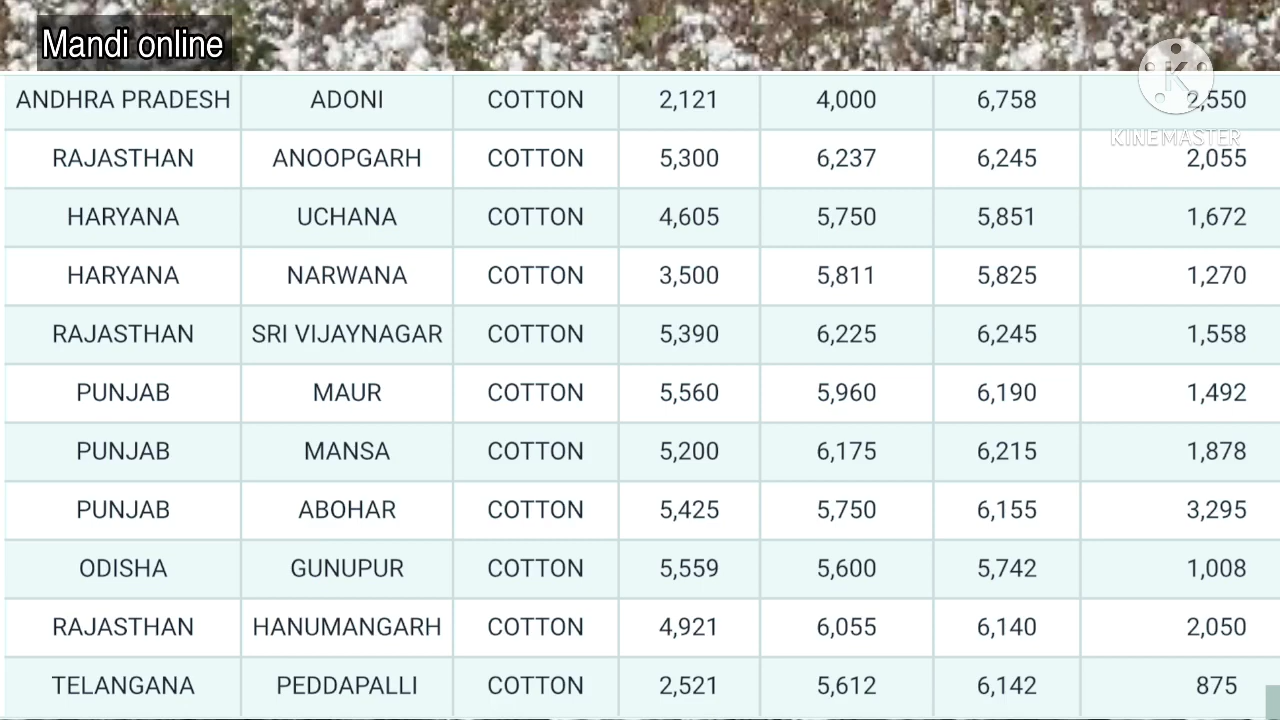 Mandi online
ANDHRA PRADESH ADONI COTTON 2,121 4,000 6,758 2,550
KINEMASTER
RAJASTHAN ANOOPGARH COTTON 5,300 6,237 6,245 2,055
HARYANA UCHANA COTTON 4,605 5,750 5,851 1,672
HARYANA NARWANA COTTON 3,500 5,811 5,825 1,270
RAJASTHAN SRI VIJAYNAGAR COTTON 5,390 6,225 6,245 1,558
PUNJAB MAUR COTTON 5,560 5,960 6,190 1,492
PUNJAB MANSA COTTON 5,200 6,175 6,215 1,878
PUNJAB ABOHAR COTTON 5,425 5,750 6,155 3,295
ODISHA GUNUPUR COTTON 5,559 5,600 5,742 1,008
RAJASTHAN HANUMANGARH COTTON 4,921 6,055 6,140 2,050
TELANGANA PEDDAPALLI COTTON 2,521 5,612 6,142 875